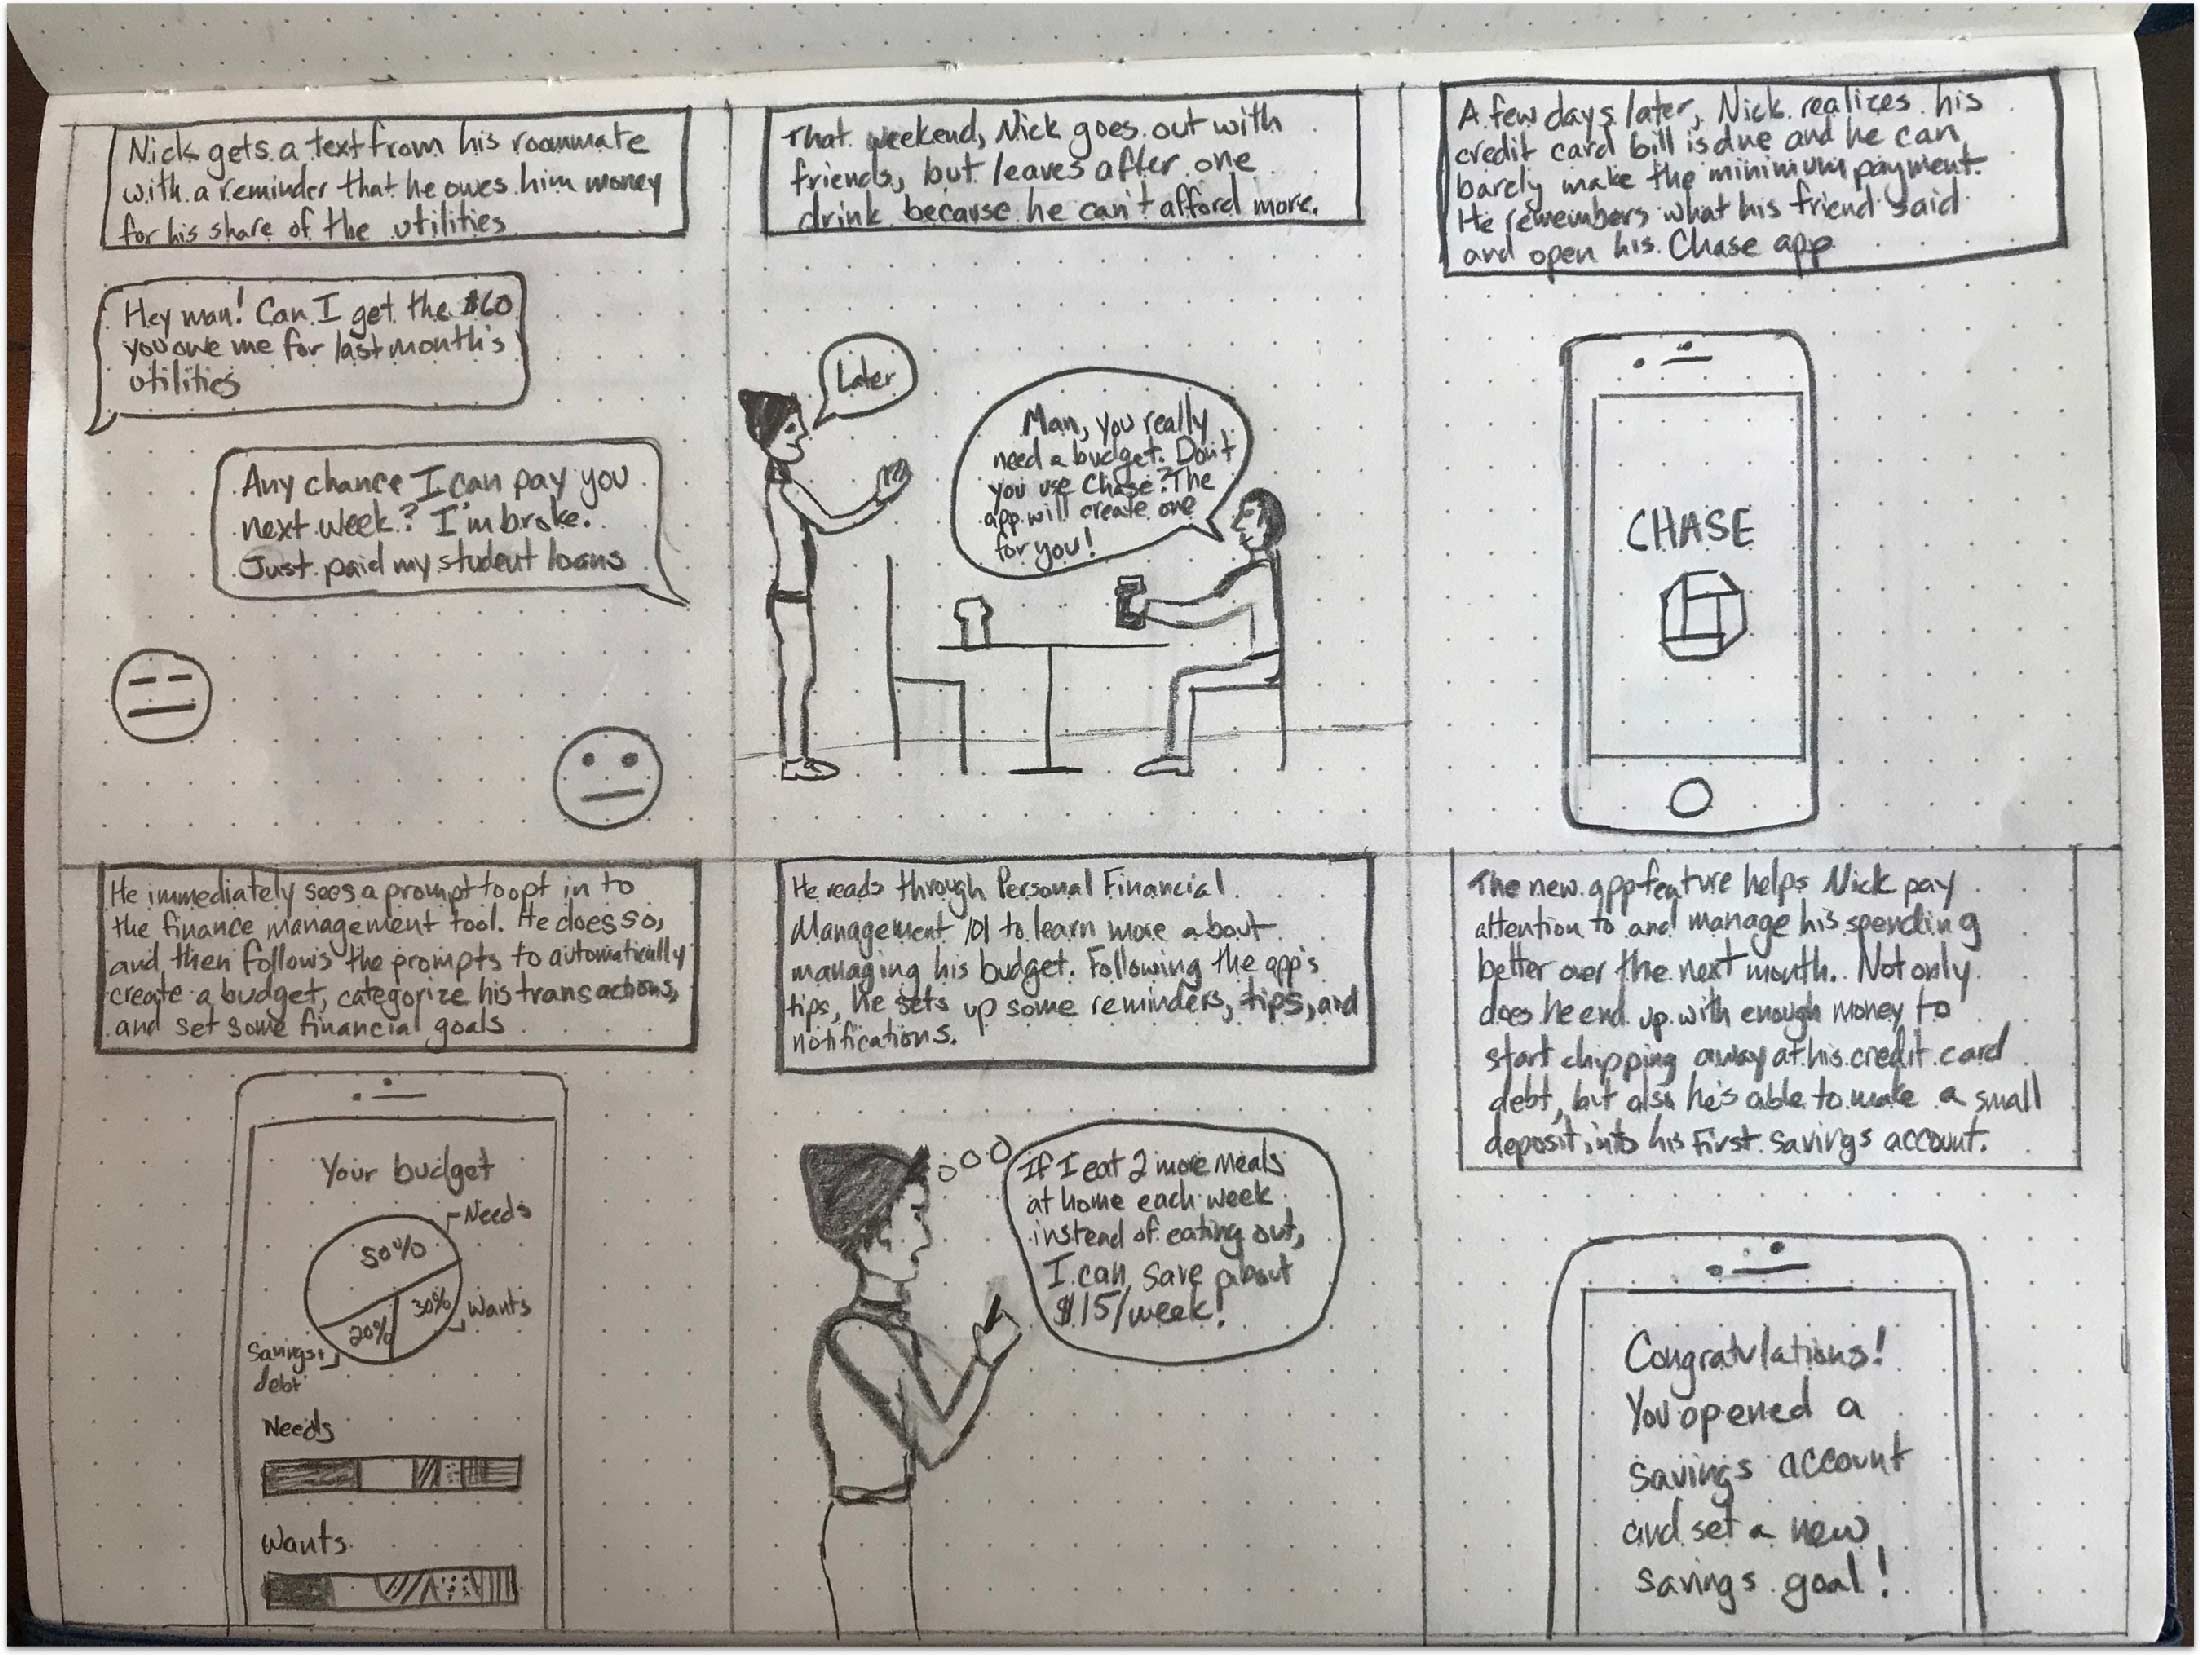 Nick gets a text from his roommate
with a reminder that he owes him money
for his share of the utilities
Hey man! Can I get the $60
you owe me for last month's
utilities
Any chance I can pay you
next week? I'm broke.
Just paid my student loans
That weekend, Nick goes out with
friends, but leaves after one
drink because he can't afford more.
Later
Man, you really
need a budget. Don't
you use Chase? The
app will create one
for you!
A few days later, Nick realizes his
credit card bill is due and he can
barely make the minimum payment.
He remembers what his friend said
and open his Chase app
CHASE
He immediately sees a prompt to opt in to
the finance management tool. He does so,
and then follows the prompts to automatically
create a budget, categorize his transactions,
and set some financial goals
Your budget
Needs
50%
30%
Wants
20%
Savings,
debt
Needs
Wants
He reads through Personal Financial
Management 101 to learn more about
managing his budget. Following the app's
tips, he sets up some reminders, tips, and
notifications.
If I eat 2 more meals
at home each week
instead of eating out,
I can save about
$15/week!
The new app feature helps Nick pay
attention to and manage his spending
better over the next month. Not only
does he end up with enough money to
start chipping away at his credit card
debt, but also he's able to make a small
deposit into his first savings account.
Congratulations!
You opened a
savings account
and set a new
savings goal!